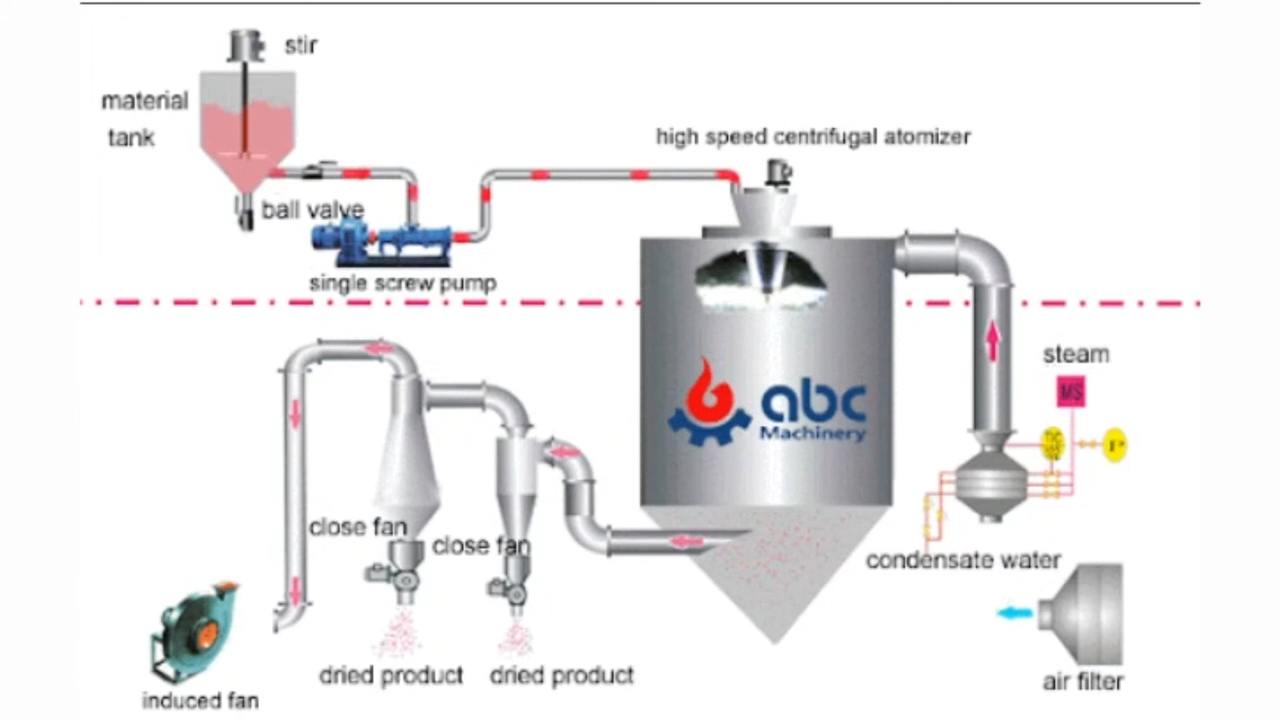 stir
material
tank
high speed centrifugal atomizer
ball valve
single screw pump
steam
MS
abc
Machinery
close fan
close fan
condensate water
dried product
dried product
induced fan
air filter